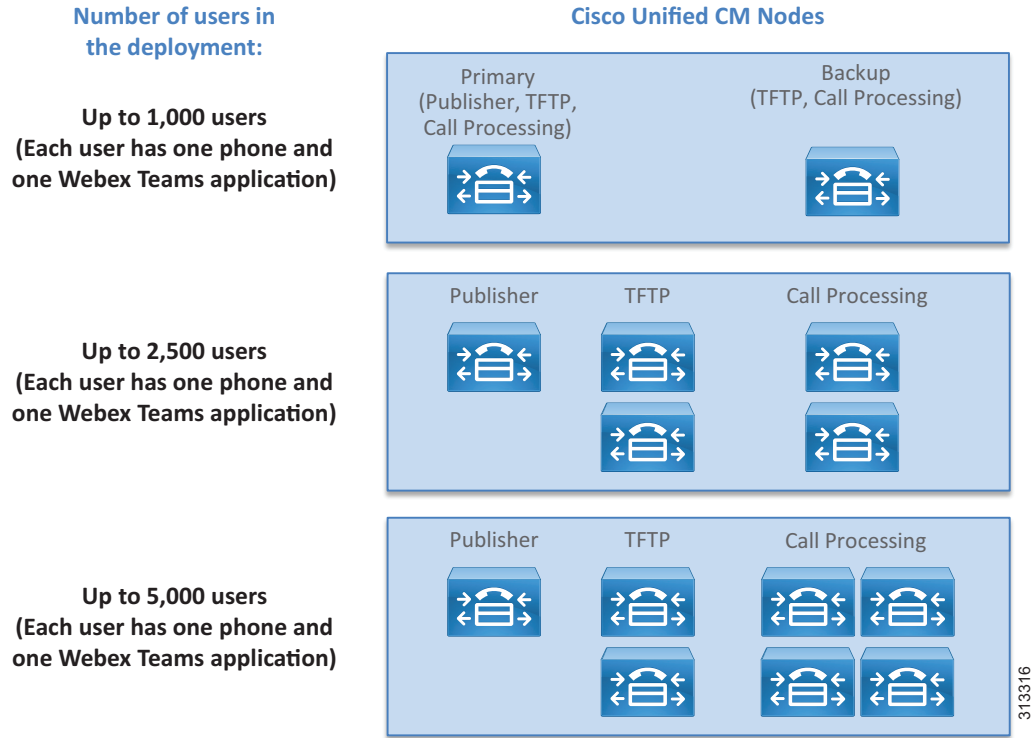 Number of users in
the deployment:
Cisco Unified CM Nodes
Up to 1,000 users
(Each user has one phone and
one Webex Teams application)
Primary
(Publisher, TFTP,
Call Processing)
Backup
(TFTP, Call Processing)
Up to 2,500 users
(Each user has one phone and
one Webex Teams application)
Publisher
TFTP
Call Processing
Up to 5,000 users
(Each user has one phone and
one Webex Teams application)
Publisher
TFTP
Call Processing
313316